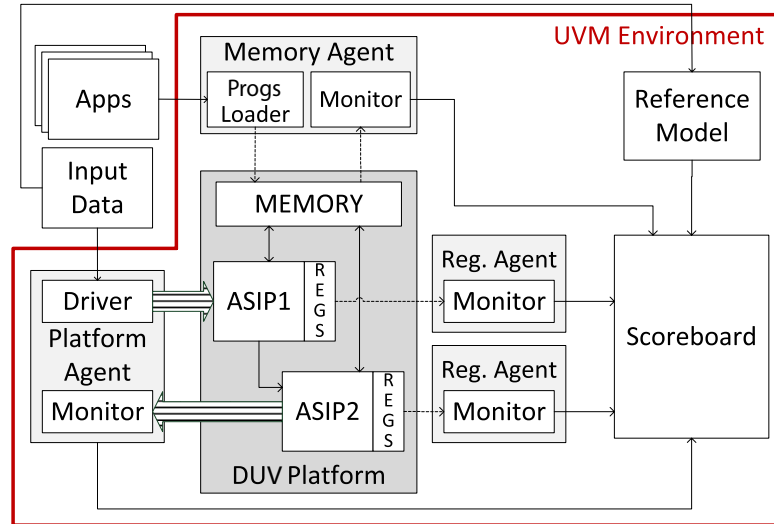 UVM Environment
Memory Agent
Apps
Progs
Loader
Monitor
Reference
Model
Input
Data
MEMORY
Reg. Agent
Monitor
Driver
ASIP1
R
E
G
S
Platform
Agent
Scoreboard
Reg. Agent
Monitor
Monitor
ASIP2
R
E
G
S
DUV Platform